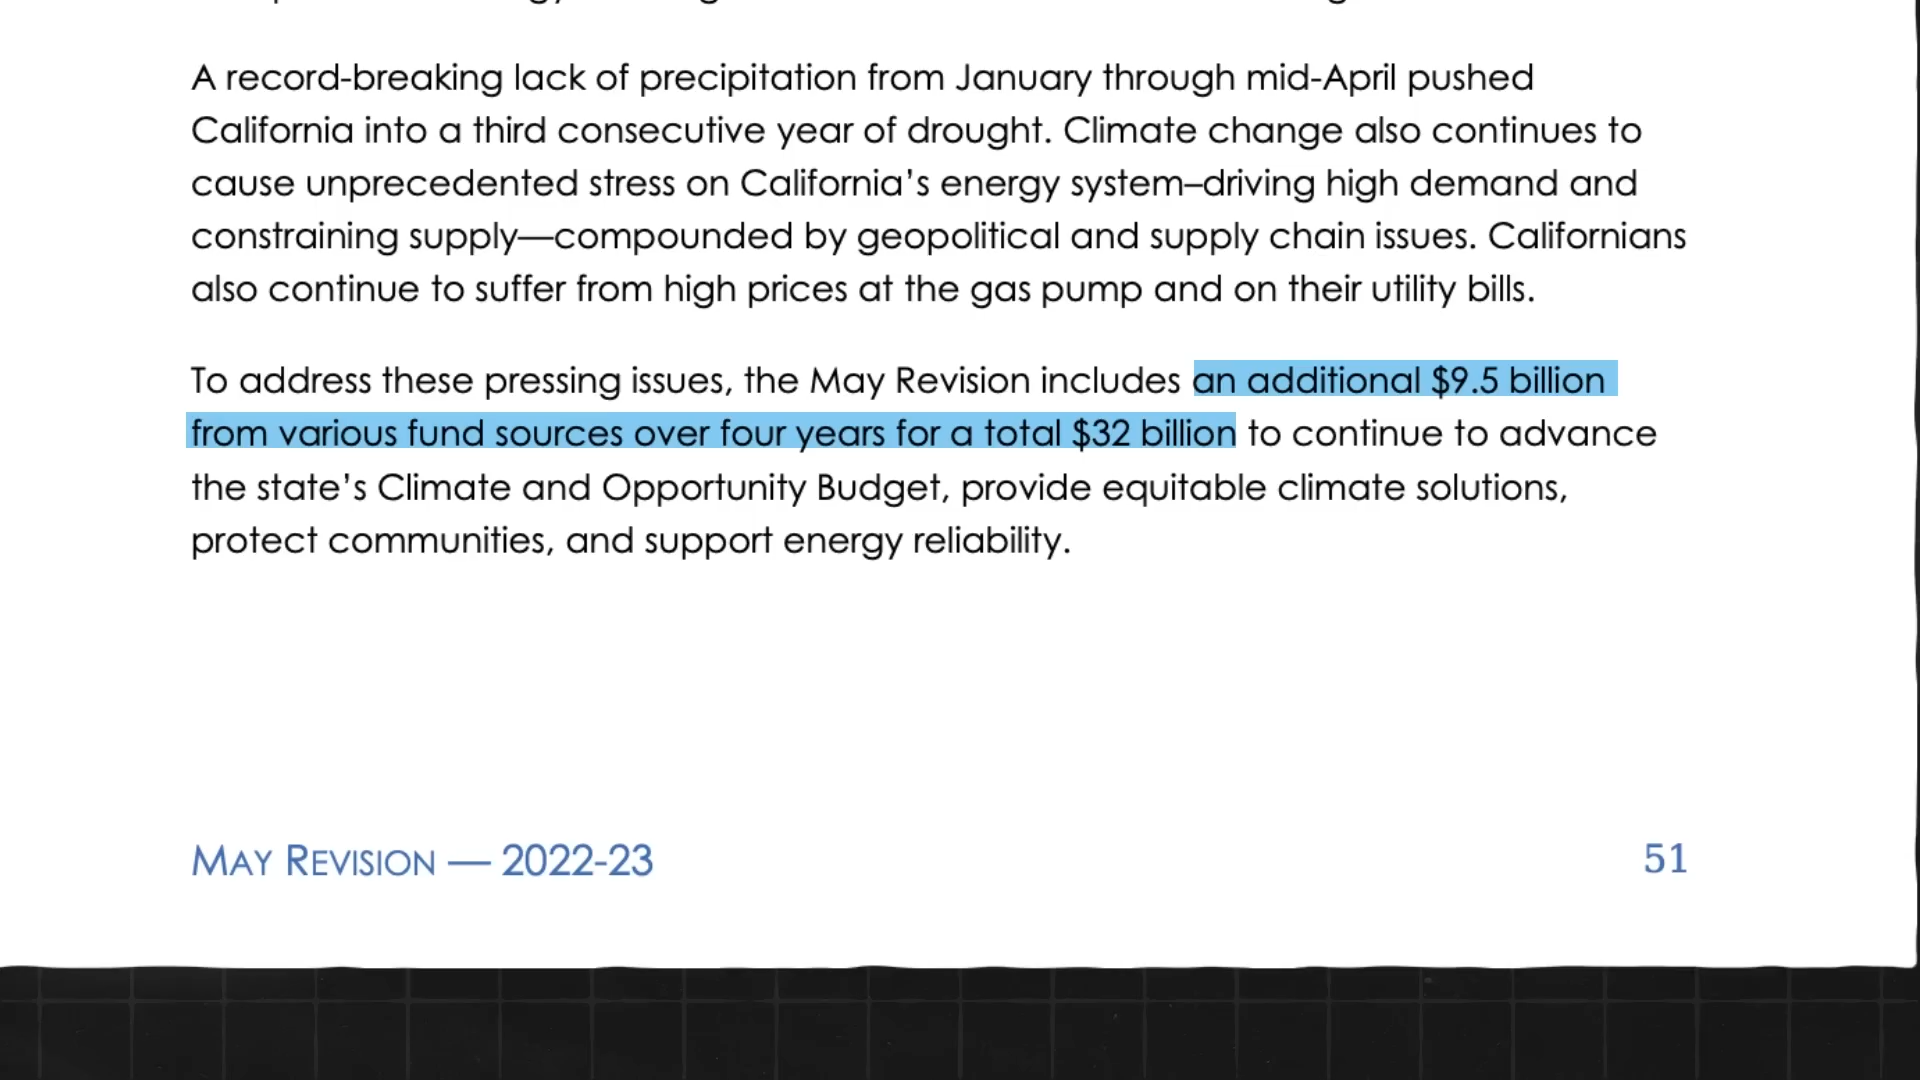 A record-breaking lack of precipitation from January through mid-April pushed
California into a third consecutive year of drought. Climate change also continues to
cause unprecedented stress on California’s energy system–driving high demand and
constraining supply—compounded by geopolitical and supply chain issues. Californians
also continue to suffer from high prices at the gas pump and on their utility bills.
To address these pressing issues, the May Revision includes an additional $9.5 billion
from various fund sources over four years for a total $32 billion to continue to advance
the state’s Climate and Opportunity Budget, provide equitable climate solutions,
protect communities, and support energy reliability.
MAY REVISION — 2022-23
51